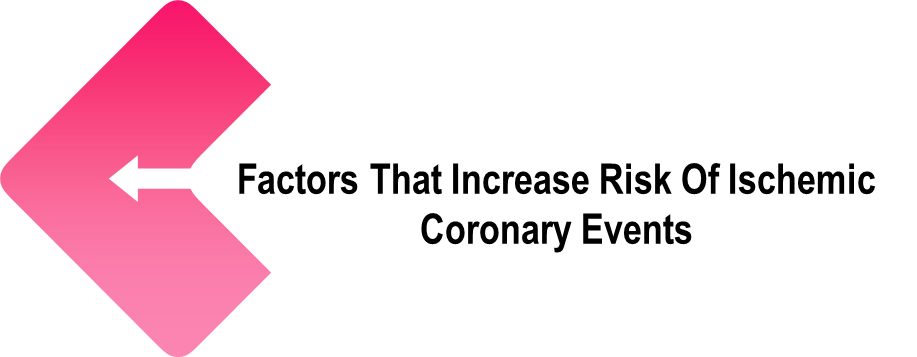 Factors That Increase Risk Of Ischemic
Coronary Events